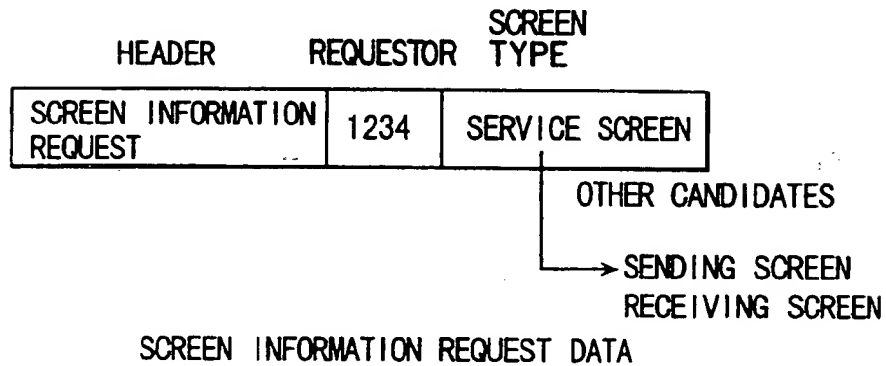 HEADER REQUESTOR SCREEN TYPE
SCREEN INFORMATION REQUEST 1234 SERVICE SCREEN
OTHER CANDIDATES
SENDING SCREEN
RECEIVING SCREEN
SCREEN INFORMATION REQUEST DATA